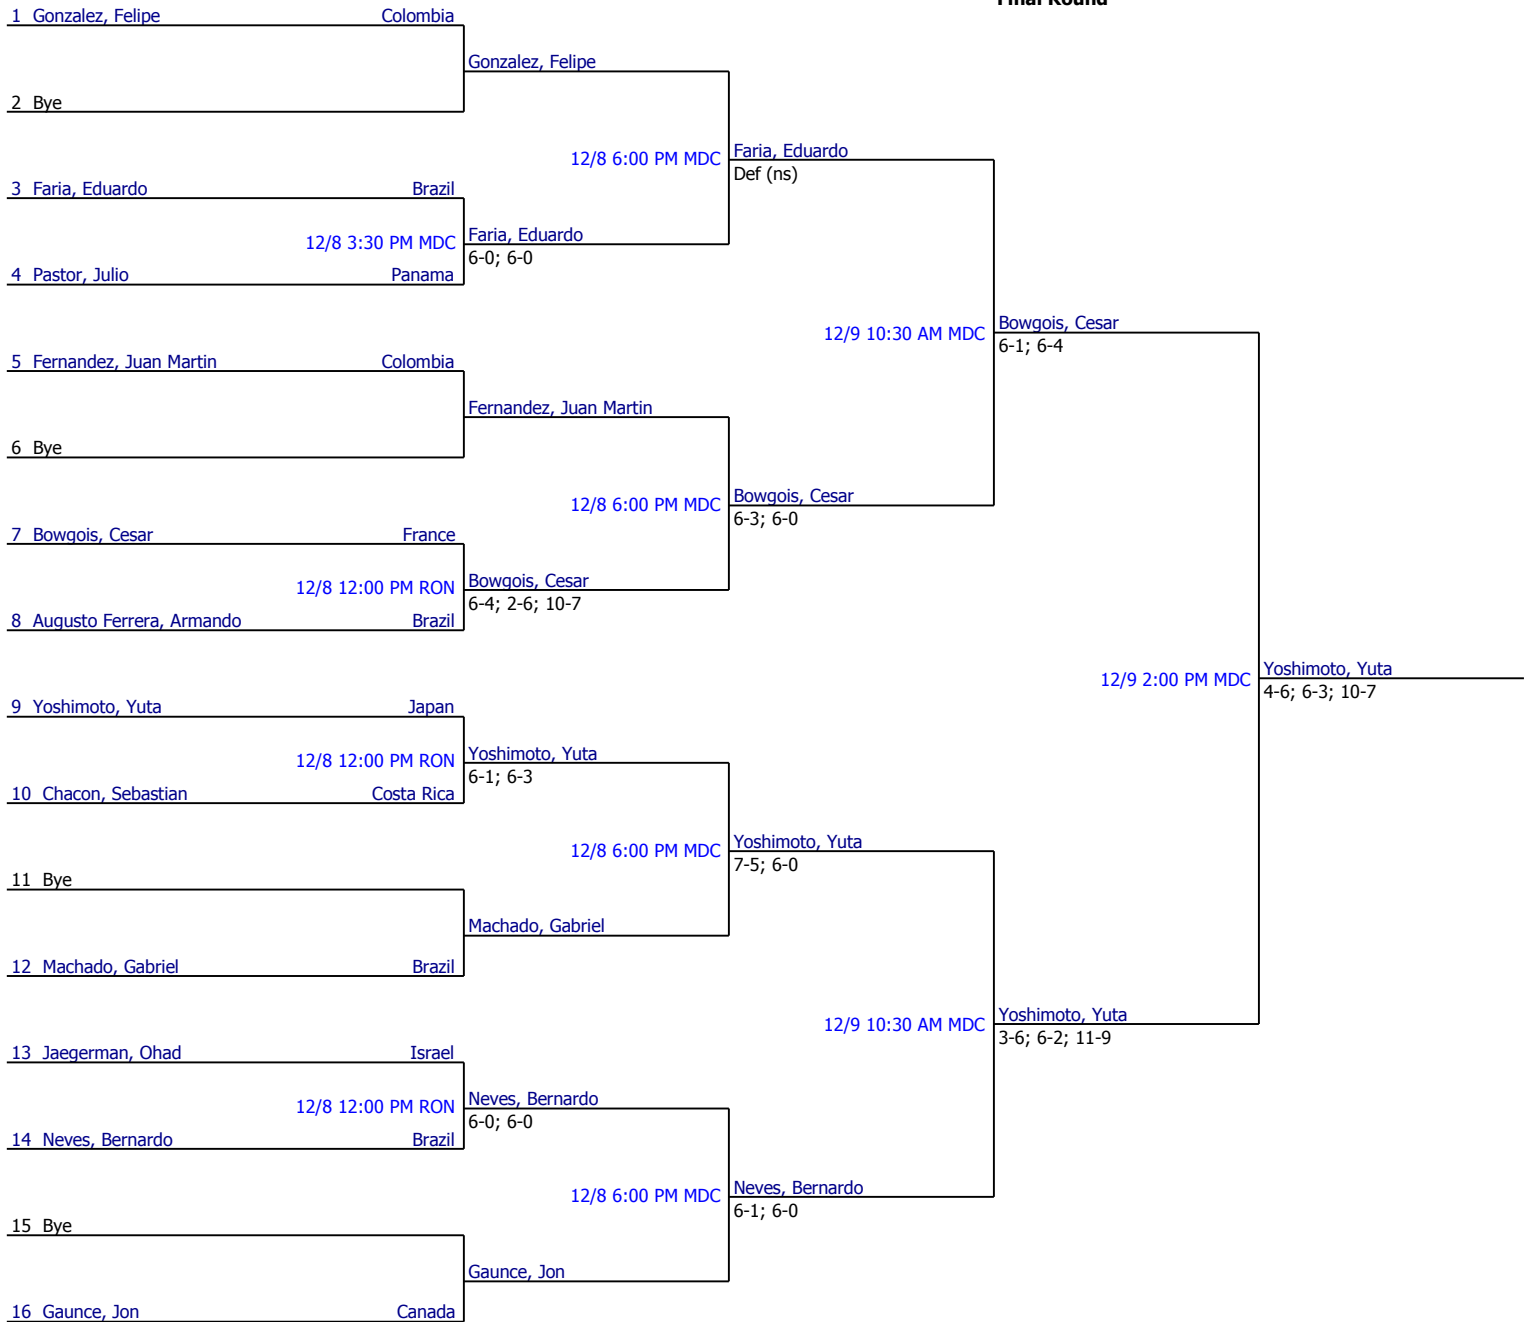 Final Round
1 Gonzalez, Felipe Colombia
Gonzalez, Felipe
2 Bye
12/8 6:00 PM MDC Faria, Eduardo
Def (ns)
3 Faria, Eduardo Brazil
12/8 3:30 PM MDC Faria, Eduardo
6-0; 6-0
4 Pastor, Julio Panama
12/9 10:30 AM MDC Bowgois, Cesar
6-1; 6-4
5 Fernandez, Juan Martin Colombia
Fernandez, Juan Martin
6 Bye
12/8 6:00 PM MDC Bowgois, Cesar
6-3; 6-0
7 Bowgois, Cesar France
12/8 12:00 PM RON Bowgois, Cesar
6-4; 2-6; 10-7
8 Augusto Ferrera, Armando Brazil
12/9 2:00 PM MDC Yoshimoto, Yuta
4-6; 6-3; 10-7
9 Yoshimoto, Yuta Japan
12/8 12:00 PM RON Yoshimoto, Yuta
6-1; 6-3
10 Chacon, Sebastian Costa Rica
12/8 6:00 PM MDC Yoshimoto, Yuta
7-5; 6-0
11 Bye
Machado, Gabriel
12 Machado, Gabriel Brazil
12/9 10:30 AM MDC Yoshimoto, Yuta
3-6; 6-2; 11-9
13 Jaegerman, Ohad Israel
12/8 12:00 PM RON Neves, Bernardo
6-0; 6-0
14 Neves, Bernardo Brazil
12/8 6:00 PM MDC Neves, Bernardo
6-1; 6-0
15 Bye
Gaunce, Jon
16 Gaunce, Jon Canada